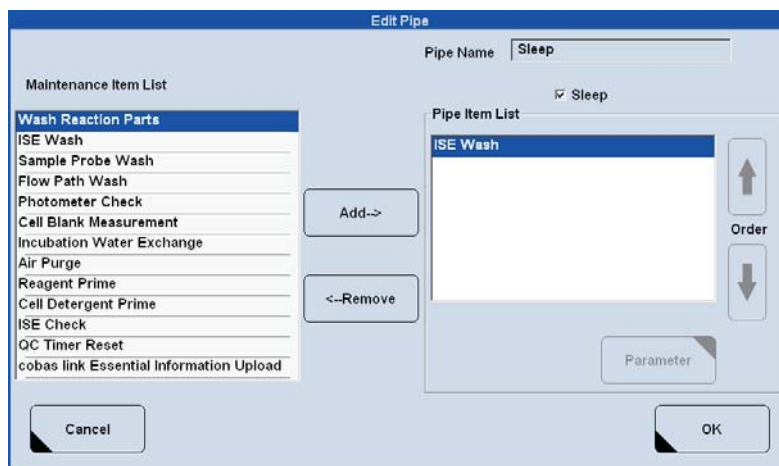 Edit Pipe
Pipe Name Sleep
Maintenance Item List
Sleep
Pipe Item List
Wash Reaction Parts
ISE Wash
Sample Probe Wash
Flow Path Wash
Photometer Check
Cell Blank Measurement
Incubation Water Exchange
Air Purge
Reagent Prime
Cell Detergent Prime
ISE Check
QC Timer Reset
cobas link Essential Information Upload
Add-->
<--Remove
ISE Wash
Order
Parameter
Cancel
OK